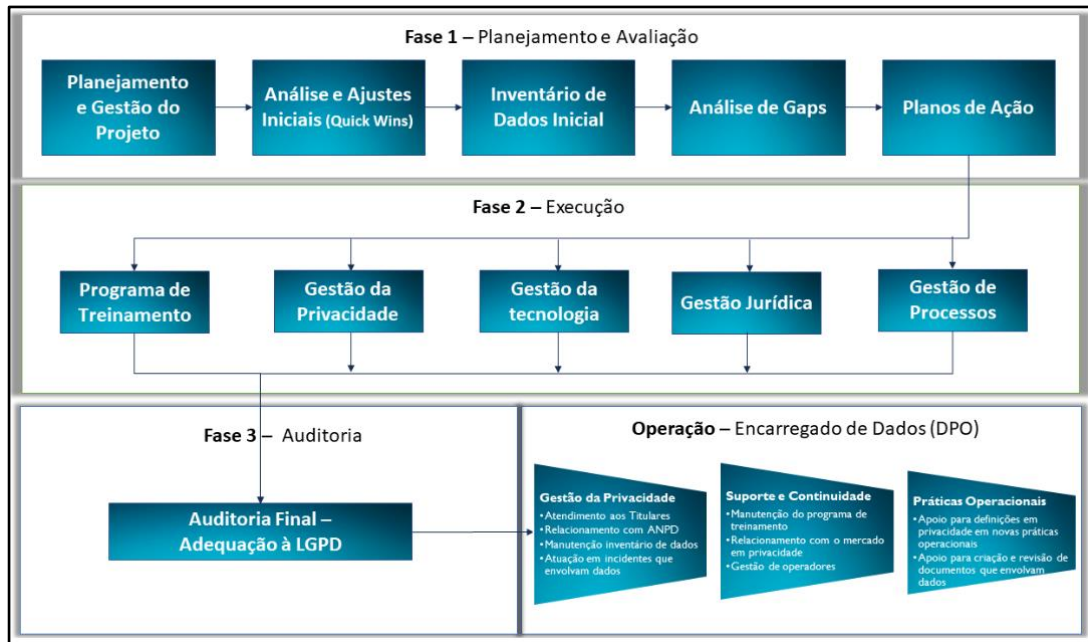 Fase 1 – Planejamento e Avaliação
Planejamento
e Gestão do
Projeto
Análise e Ajustes
Iniciais (Quick Wins)
Inventário de
Dados Inicial
Análise de Gaps
Planos de Ação
Fase 2 – Execução
Programa de
Treinamento
Gestão da
Privacidade
Gestão da
tecnologia
Gestão Jurídica
Gestão de
Processos
Fase 3 – Auditoria
Auditoria Final –
Adequação à LGPD
Operação – Encarregado de Dados (DPO)
Gestão da Privacidade
•Atendimento aos Titulares
•Relacionamento com ANPD
•Manutenção inventário de dados
•Atuação em incidentes que
envolvam dados
Suporte e Continuidade
•Manutenção do programa de
treinamento
•Relacionamento com o mercado
em privacidade
•Gestão de operadores
Práticas Operacionais
•Apoio para definições em
privacidade em novas práticas
operacionais
•Apoio para criação e revisão de
documentos que envolvam
dados